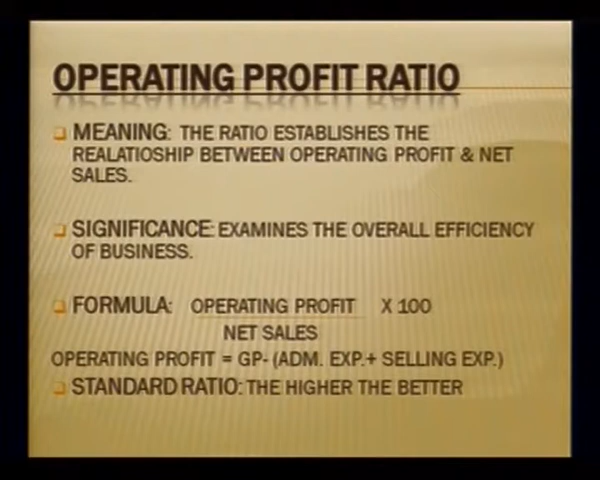 OPERATING PROFIT RATIO
MEANING: THE RATIO ESTABLISHES THE
REALATIOSHIP BETWEEN OPERATING PROFIT & NET
SALES.
SIGNIFICANCE: EXAMINES THE OVERALL EFFICIENCY
OF BUSINESS.
FORMULA: OPERATING PROFIT X 100
NET SALES
OPERATING PROFIT = GP- (ADM. EXP.+ SELLING EXP.)
STANDARD RATIO: THE HIGHER THE BETTER